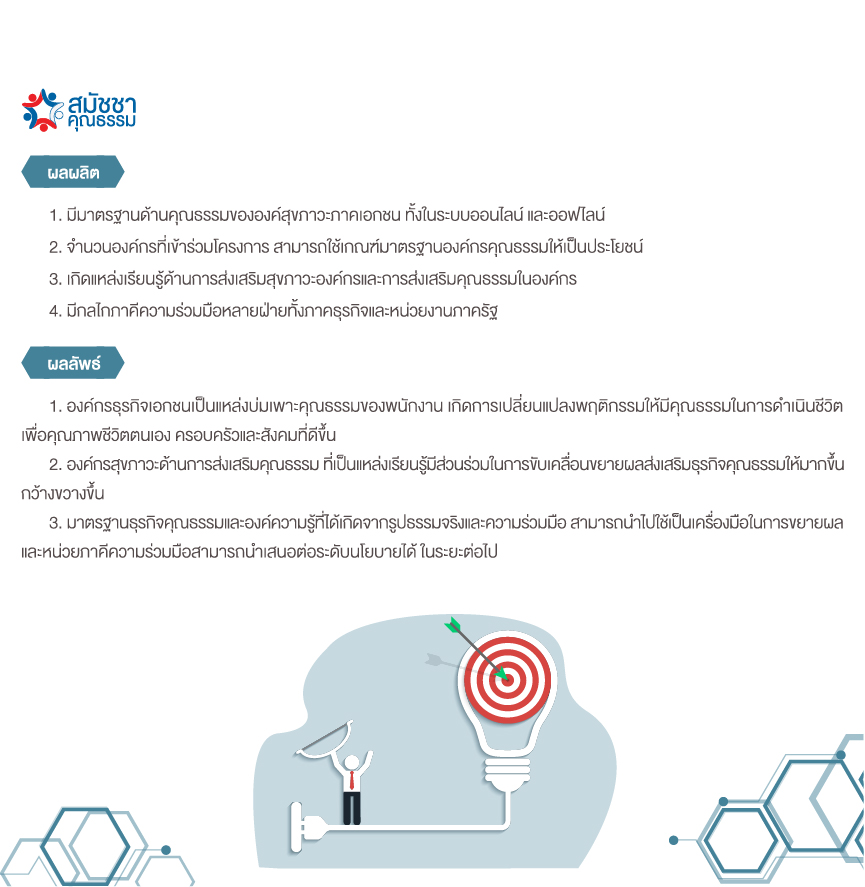 สมัชชา
คุณธรรม
ผลผลิต
1. มีมาตรฐานด้านคุณธรรมขององค์สุขภาวะภาคเอกชน ทั้งในระบบออนไลน์ และออฟไลน์
2. จำนวนองค์กรที่เข้าร่วมโครงการ สามารถใช้เกณฑ์มาตรฐานองค์กรคุณธรรมให้เป็นประโยชน์
3. เกิดแหล่งเรียนรู้ด้านการส่งเสริมสุขภาวะองค์กรและการส่งเสริมคุณธรรมในองค์กร
4. มีกลไกภาคีความร่วมมือหลายฝ่ายทั้งภาคธุรกิจและหน่วยงานภาครัฐ
ผลลัพธ์
1. องค์กรธุรกิจเอกชนเป็นแหล่งบ่มเพาะคุณธรรมของพนักงาน เกิดการเปลี่ยนแปลงพฤติกรรมให้มีคุณธรรมในการดำเนินชีวิต
เพื่อคุณภาพชีวิตตนเอง ครอบครัวและสังคมที่ดีขึ้น
2. องค์กรสุขภาวะด้านการส่งเสริมคุณธรรม ที่เป็นแหล่งเรียนรู้มีส่วนร่วมในการขับเคลื่อนขยายผลส่งเสริมธุรกิจคุณธรรมให้มากขึ้น
กว้างขวางขึ้น
3. มาตรฐานธุรกิจคุณธรรมและองค์ความรู้ที่ได้เกิดจากรูปธรรมจริงและความร่วมมือ สามารถนำไปใช้เป็นเครื่องมือในการขยายผล
และหน่วยภาคีความร่วมมือสามารถนำเสนอต่อระดับนโยบายได้ ในระยะต่อไป